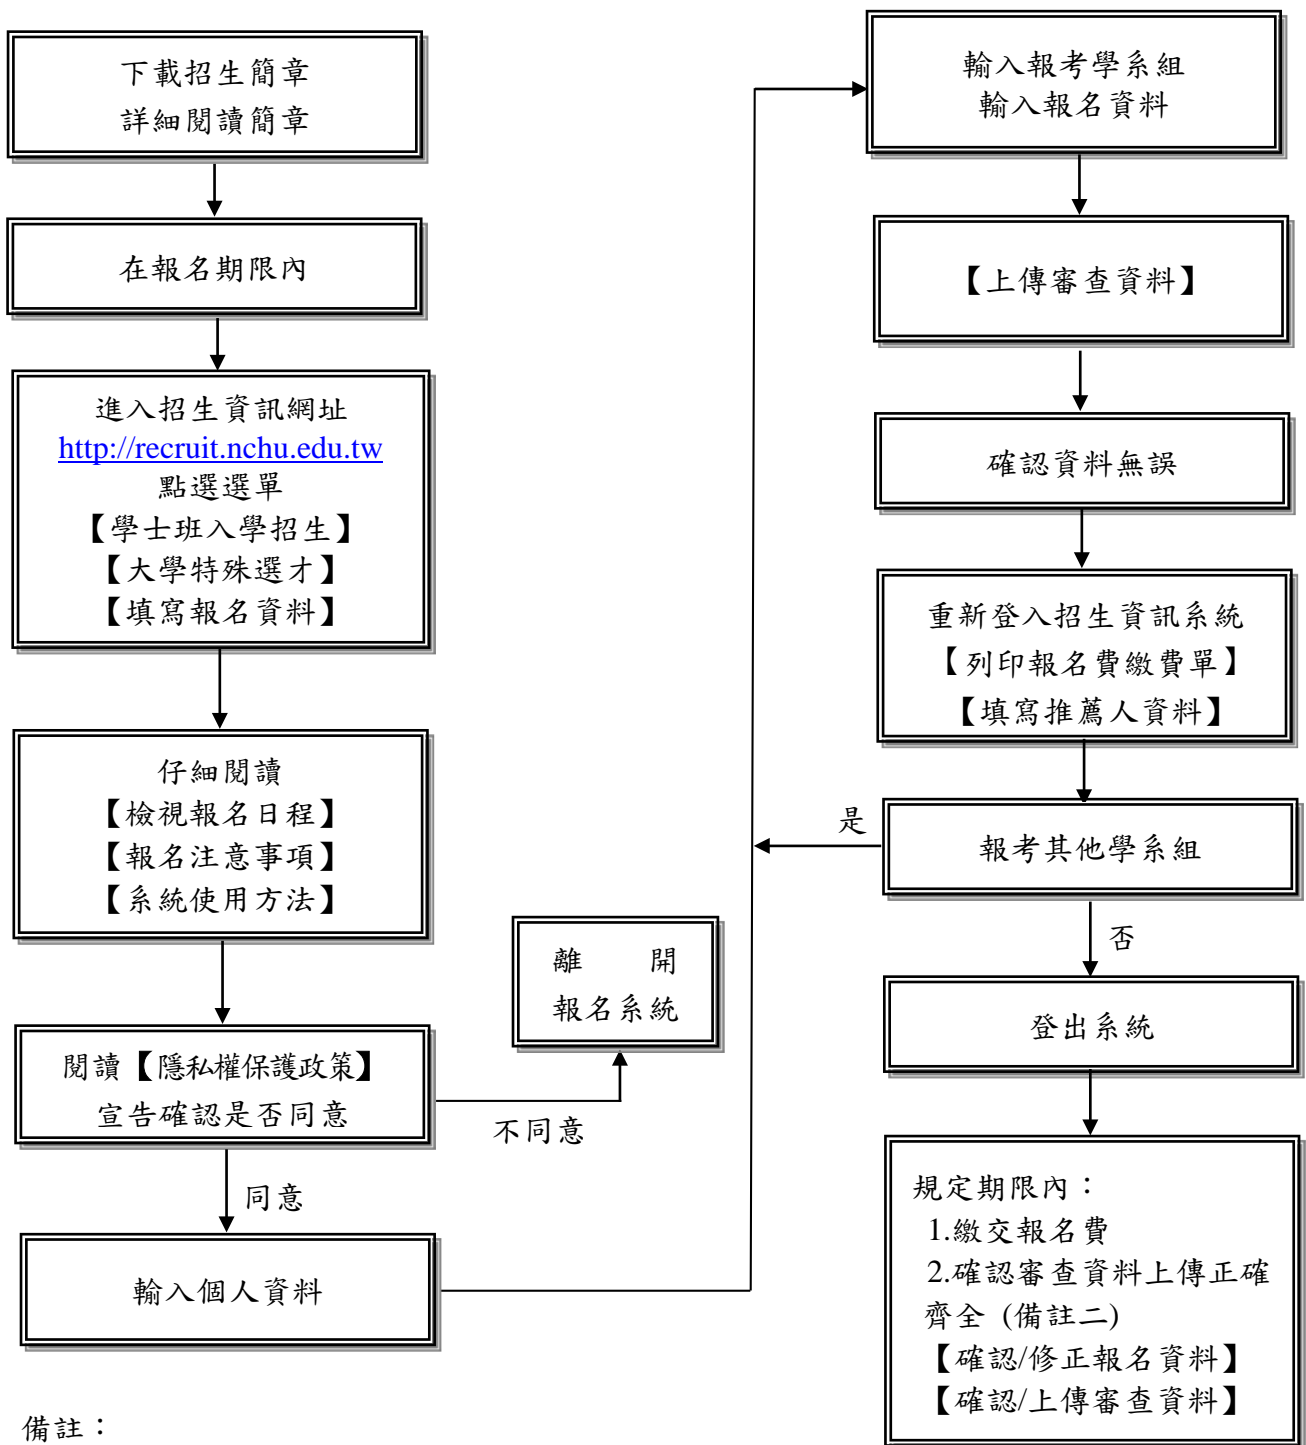 下載招生簡章
詳細閱讀簡章
在報名期限內
進入招生資訊網址
http://recruit.nchu.edu.tw
點選選單
【學士班入學招生】
【大學特殊選才】
【填寫報名資料】
仔細閱讀
【檢視報名日程】
【報名注意事項】
【系統使用方法】
閱讀【隱私權保護政策】
宣告確認是否同意
不同意
離　開
報名系統
同意
輸入個人資料
輸入報考學系組
輸入報名資料
【上傳審查資料】
確認資料無誤
重新登入招生資訊系統
【列印報名費繳費單】
【填寫推薦人資料】
報考其他學系組
是
否
登出系統
規定期限內：
1.繳交報名費
2.確認審查資料上傳正確
齊全 (備註二)
【確認/修正報名資料】
【確認/上傳審查資料】
備註：